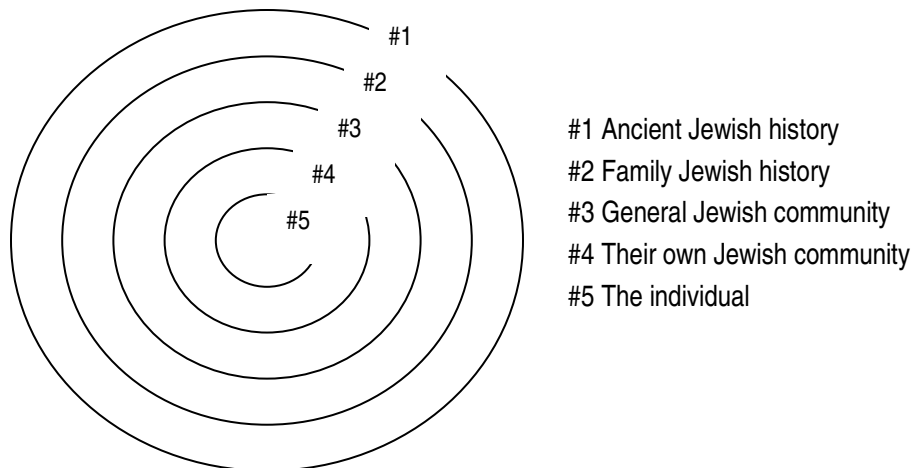 #1
#2
#3
#4
#5
#1 Ancient Jewish history
#2 Family Jewish history
#3 General Jewish community
#4 Their own Jewish community
#5 The individual